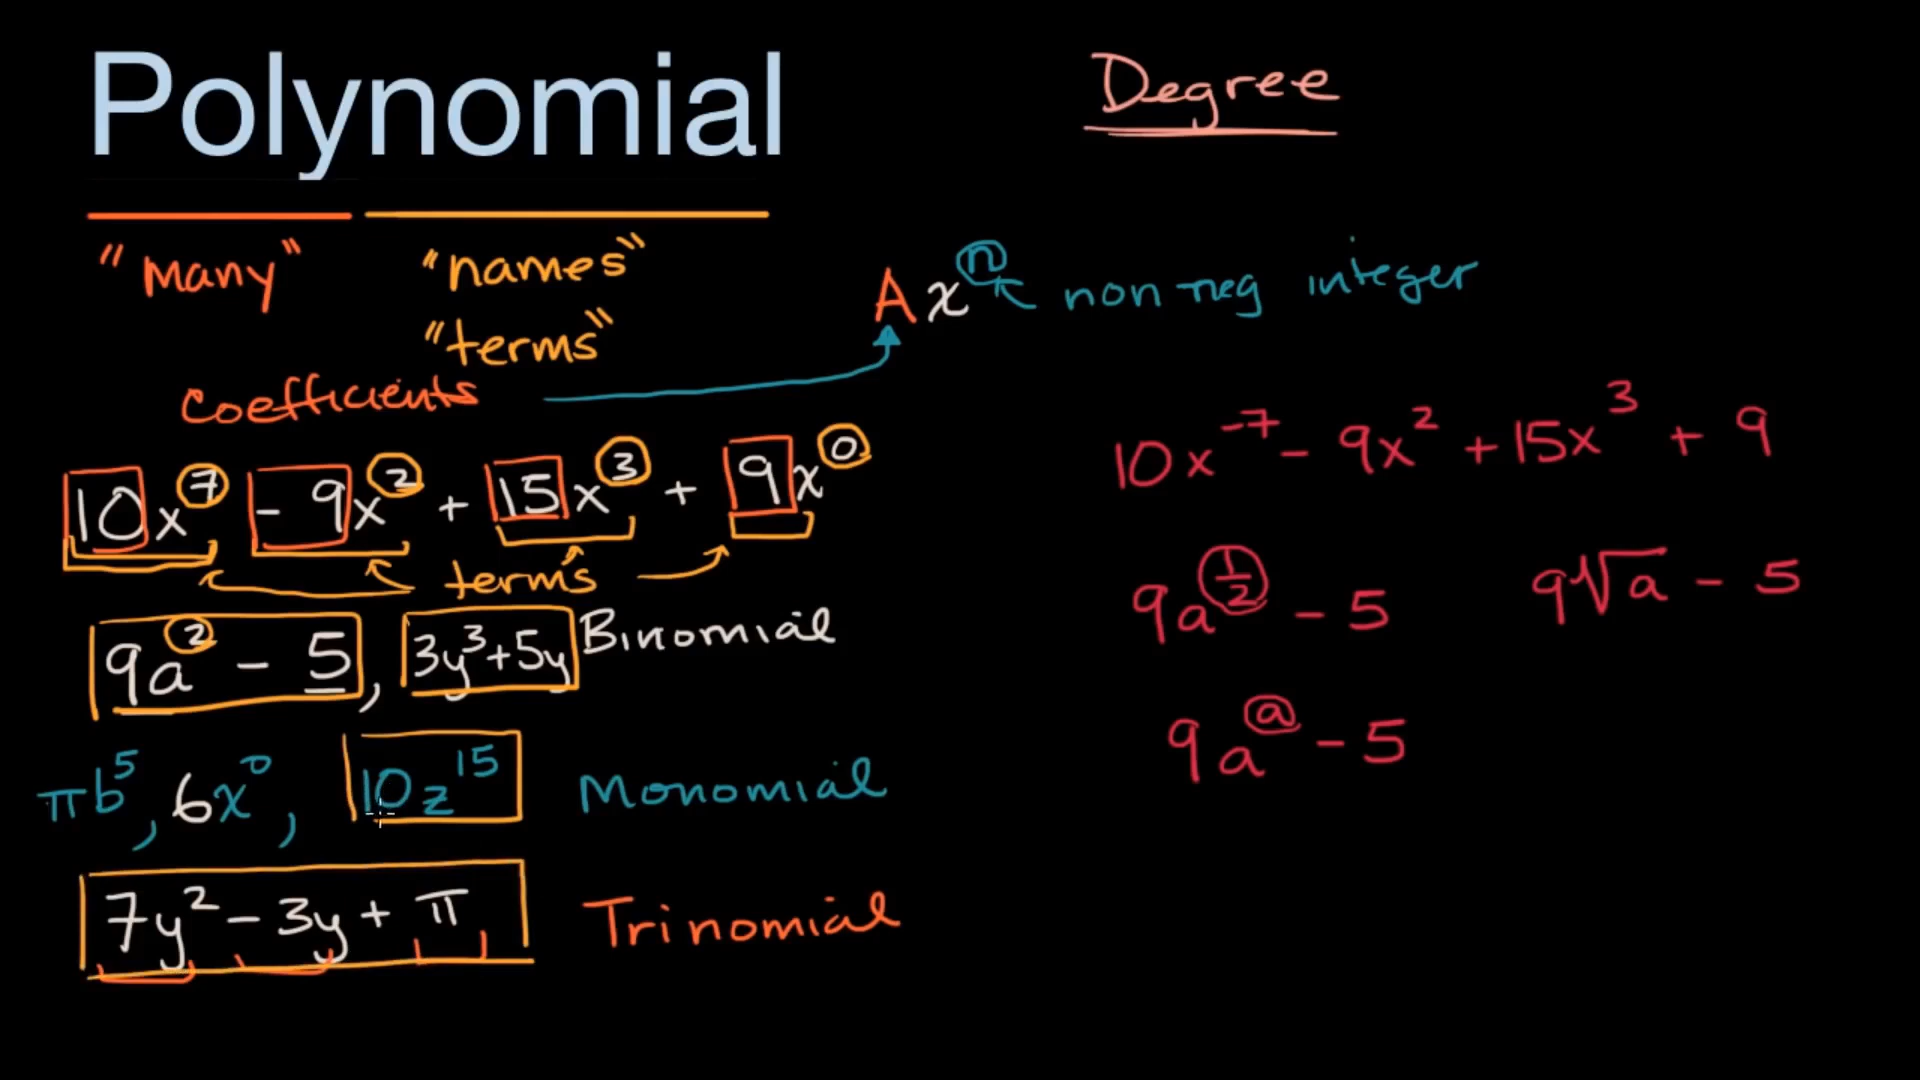 Polynomial
Degree
"many" "names"
"terms"
Ax^n non neg integer
Coefficients
10x^7 - 9x^2 + 15x^3 + 9x^0
terms
9a^2 - 5, 3y^3+5y Binomial
πb^5, 6x^0, 10z^15 Monomial
7y^2 - 3y + π Trinomial
10x^-7 - 9x^2 + 15x^3 + 9
9a^1/2 - 5 9√a - 5
9a^a - 5